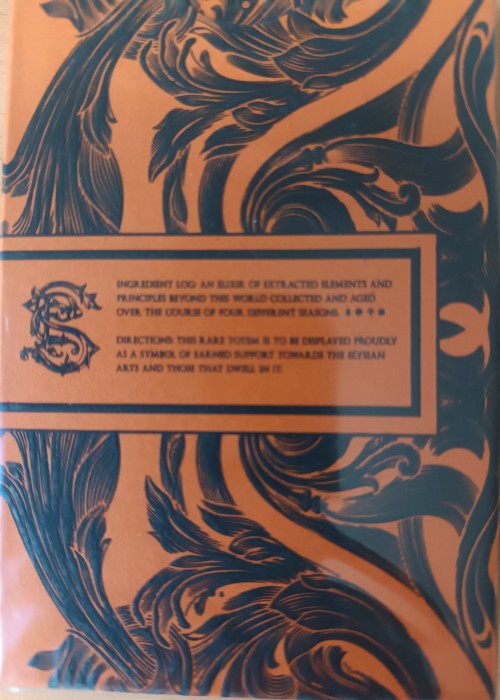 INGREDIENT LOG: AN ELIXIR OF EXTRACTED ELEMENTS AND
PRINCIPLES BEYOND THIS WORLD COLLECTED AND AGED
OVER THE COURSE OF FOUR DIFFERENT SEASONS.
DIRECTIONS: THIS RARE TOTEM IS TO BE DISPLAYED PROUDLY
AS A SYMBOL OF EARNED SUPPORT TOWARDS THE ELYSIAN
ARTS AND THOSE THAT DWELL IN IT.